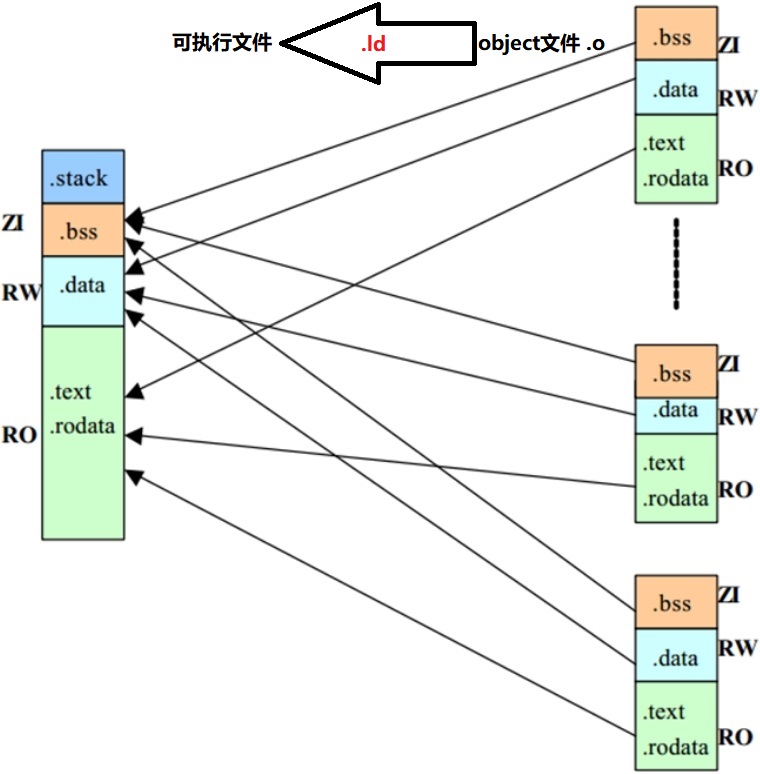 可执行文件
.ld
object文件 .o
.stack
ZI
.bss
RW
.data
.text
RO
.rodata
.bss
ZI
.data
RW
.text
.rodata
RO
.bss
ZI
.data
RW
.text
.rodata
RO
.bss
ZI
.data
RW
.text
.rodata
RO